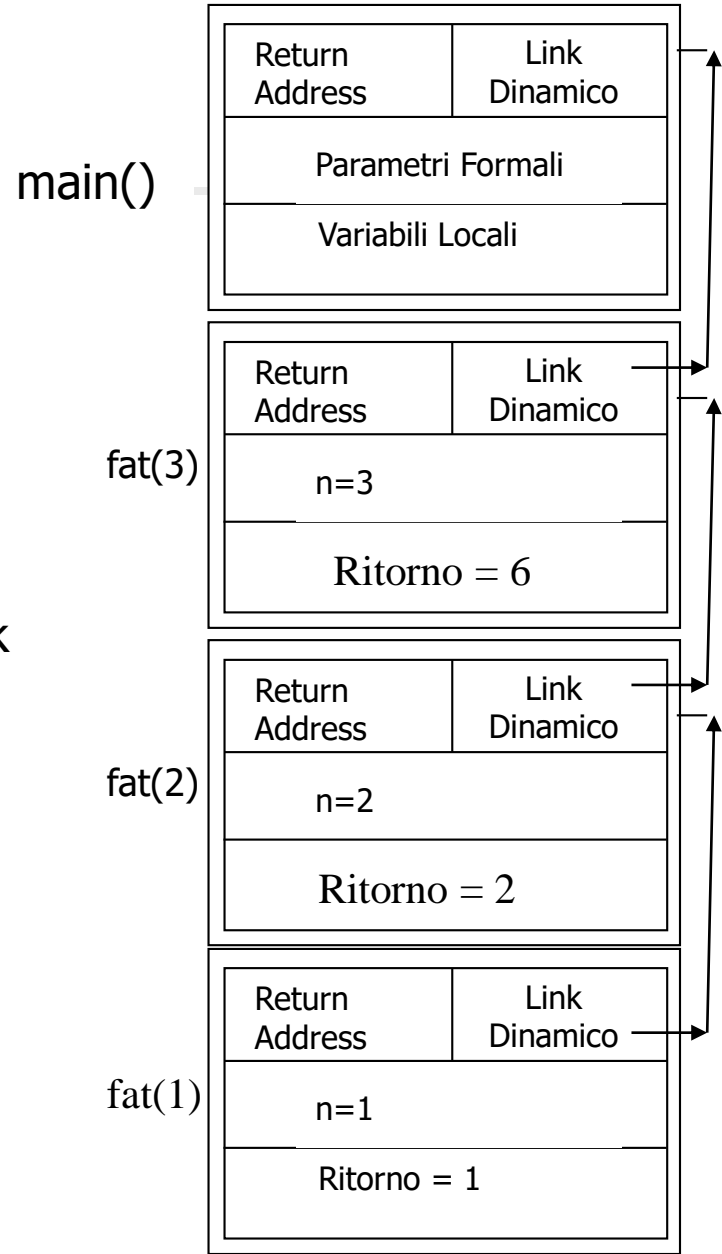 main()
Return
Address
Link
Dinamico
Parametri Formali
Variabili Locali
fat(3)
Return
Address
Link
Dinamico
n=3
Ritorno = 6
k
fat(2)
Return
Address
Link
Dinamico
n=2
Ritorno = 2
fat(1)
Return
Address
Link
Dinamico
n=1
Ritorno = 1